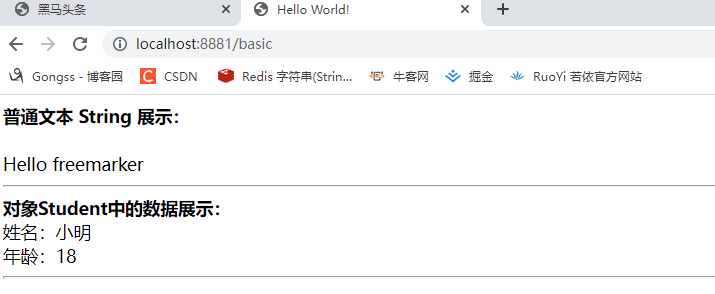 黑马头条
Hello World!
localhost:8881/basic
Gongss - 博客园
CSDN
Redis 字符串(Strin...
牛客网
掘金
RuoYi 若依官方网站
普通文本 String 展示：
Hello freemarker
对象Student中的数据展示：
姓名：小明
年龄：18